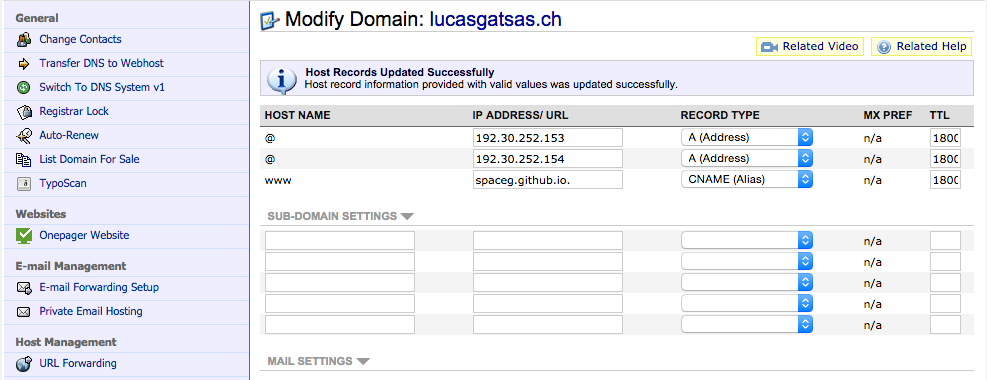 General
Change Contacts
Transfer DNS to Webhost
Switch To DNS System v1
Registrar Lock
Auto-Renew
List Domain For Sale
TypoScan
Websites
Onepager Website
E-mail Management
E-mail Forwarding Setup
Private Email Hosting
Host Management
URL Forwarding
Modify Domain: lucasgatsas.ch
Related Video Related Help
Host Records Updated Successfully
Host record information provided with valid values was updated successfully.
HOST NAME IP ADDRESS/ URL RECORD TYPE MX PREF TTL
@ 192.30.252.153 A (Address) n/a 1800
@ 192.30.252.154 A (Address) n/a 1800
www spaceg.github.io. CNAME (Alias) n/a 1800
SUB-DOMAIN SETTINGS
n/a
n/a
n/a
n/a
n/a
MAIL SETTINGS